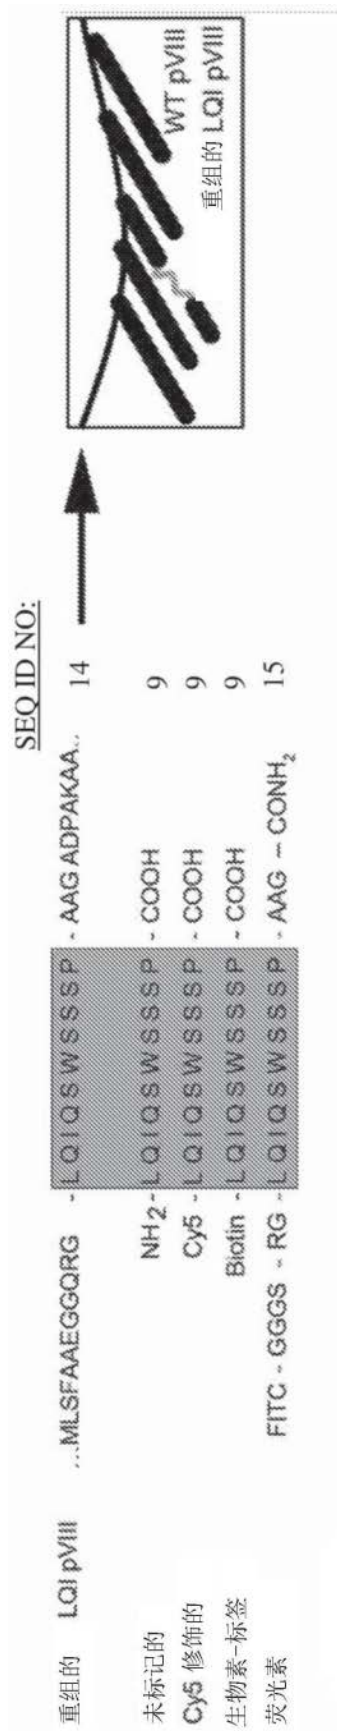 SEQ ID NO:
重组的 LQI pVIII ...MLSFAAEGGQRG ~ LQIQSWSSSP ~ AAG ADPAKAA.. 14
未标记的 NH2 ~ LQIQSWSSSP ~ COOH 9
Cy5 修饰的 Cy5 ~ LQIQSWSSSP ~ COOH 9
生物素-标签 Biotin ~ LQIQSWSSSP ~ COOH 9
荧光素 FITC - GGGS - RG ~ LQIQSWSSSP ~ AAG – CONH2 15
WT pVIII
重组的 LQI pVIII